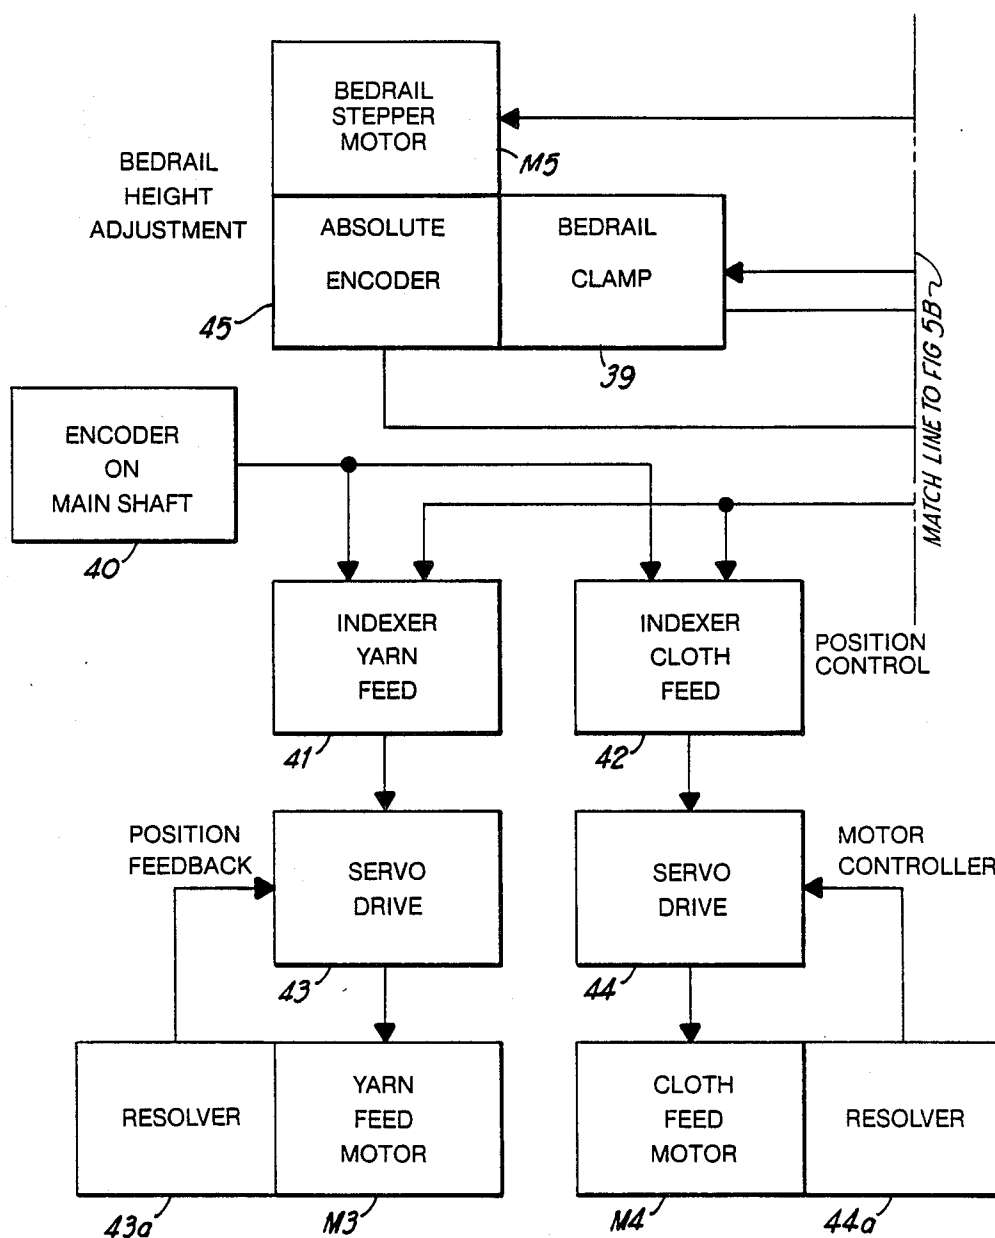 BEDRAIL
STEPPER
MOTOR
M5
BEDRAIL
HEIGHT
ADJUSTMENT
ABSOLUTE
ENCODER
45
BEDRAIL
CLAMP
39
MATCH LINE TO FIG 5B
ENCODER
ON
MAIN SHAFT
40
INDEXER
YARN
FEED
41
INDEXER
CLOTH
FEED
42
POSITION
CONTROL
POSITION
FEEDBACK
SERVO
DRIVE
43
SERVO
DRIVE
44
MOTOR
CONTROLLER
RESOLVER
43a
YARN
FEED
MOTOR
M3
CLOTH
FEED
MOTOR
M4
RESOLVER
44a